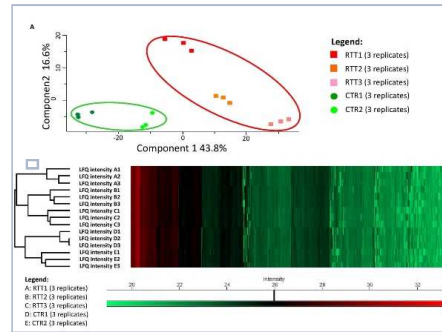 A
Component2 16.6%
20
10
0
-20
0
20
Component 1 43.8%
Legend:
RTT1 (3 replicates)
RTT2 (3 replicates)
RTT3 (3 replicates)
CTR1 (3 replicates)
CTR2 (3 replicates)
LFQ intensity A1
LFQ intensity A2
LFQ intensity A3
LFQ intensity B1
LFQ intensity B2
LFQ intensity B3
LFQ intensity C1
LFQ intensity C2
LFQ intensity C3
LFQ intensity D1
LFQ intensity D2
LFQ intensity D3
LFQ intensity E1
LFQ intensity E2
LFQ intensity E3
Legend:
A: RTT1 (3 replicates)
B: RTT2 (3 replicates)
C: RTT3 (3 replicates)
D: CTR1 (3 replicates)
E: CTR2 (3 replicates)
Intensity
20 22 24 26 28 30 32